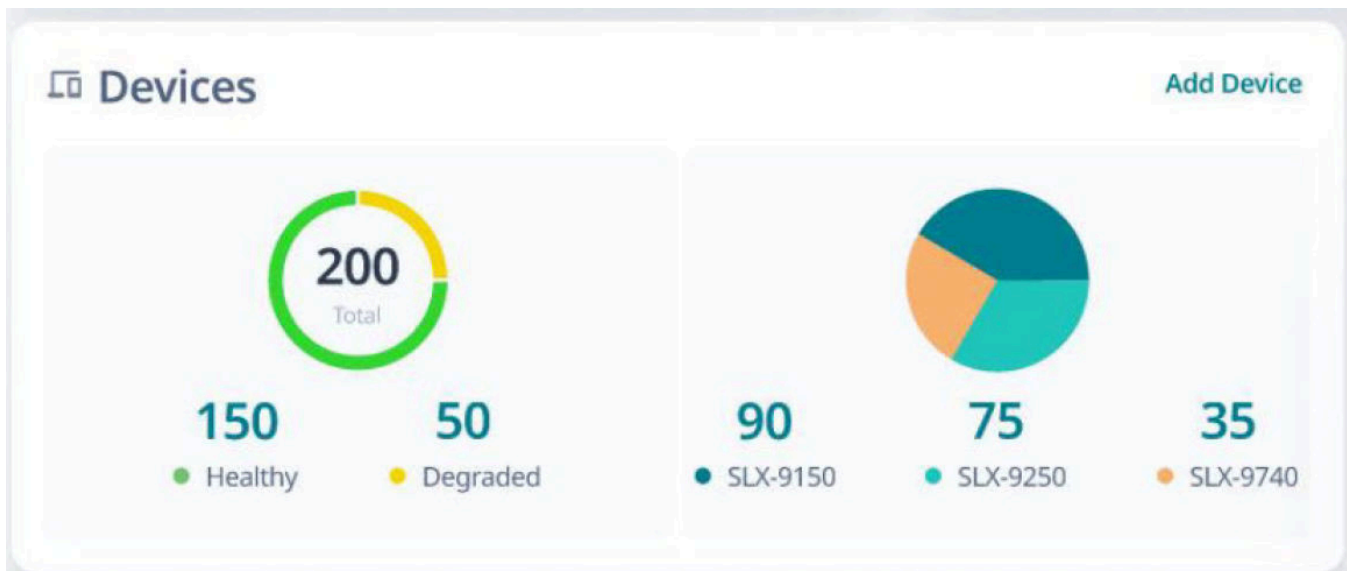 Devices
Add Device
200
Total
150 50
Healthy Degraded
90 75 35
SLX-9150 SLX-9250 SLX-9740